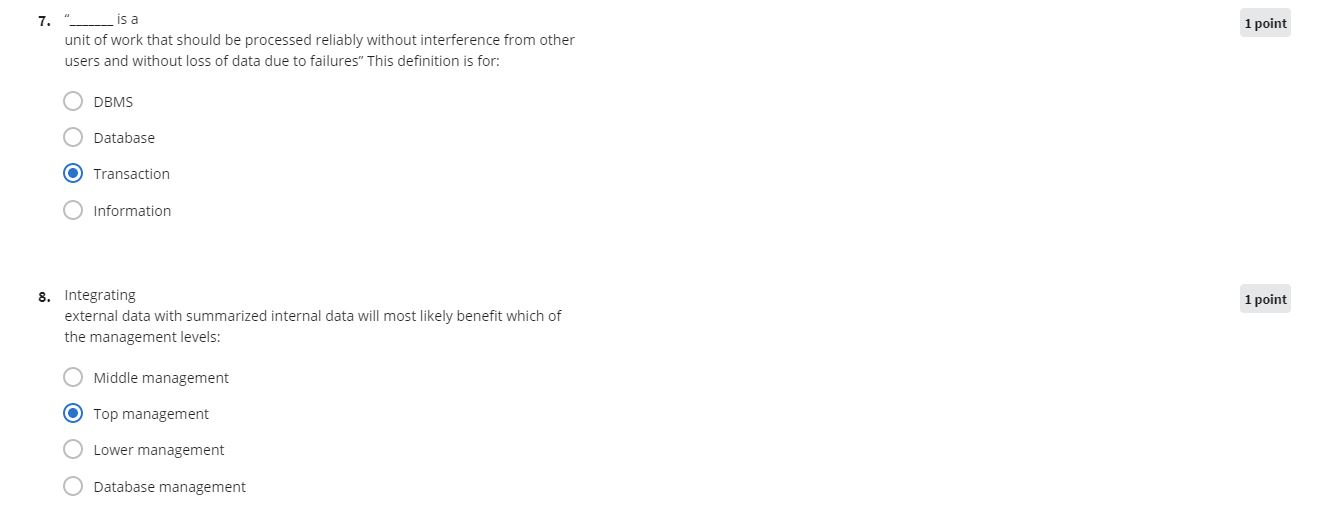 7. “_______ is a
1 point
unit of work that should be processed reliably without interference from other
users and without loss of data due to failures” This definition is for:
DBMS
Database
Transaction
Information
8. Integrating
1 point
external data with summarized internal data will most likely benefit which of
the management levels:
Middle management
Top management
Lower management
Database management